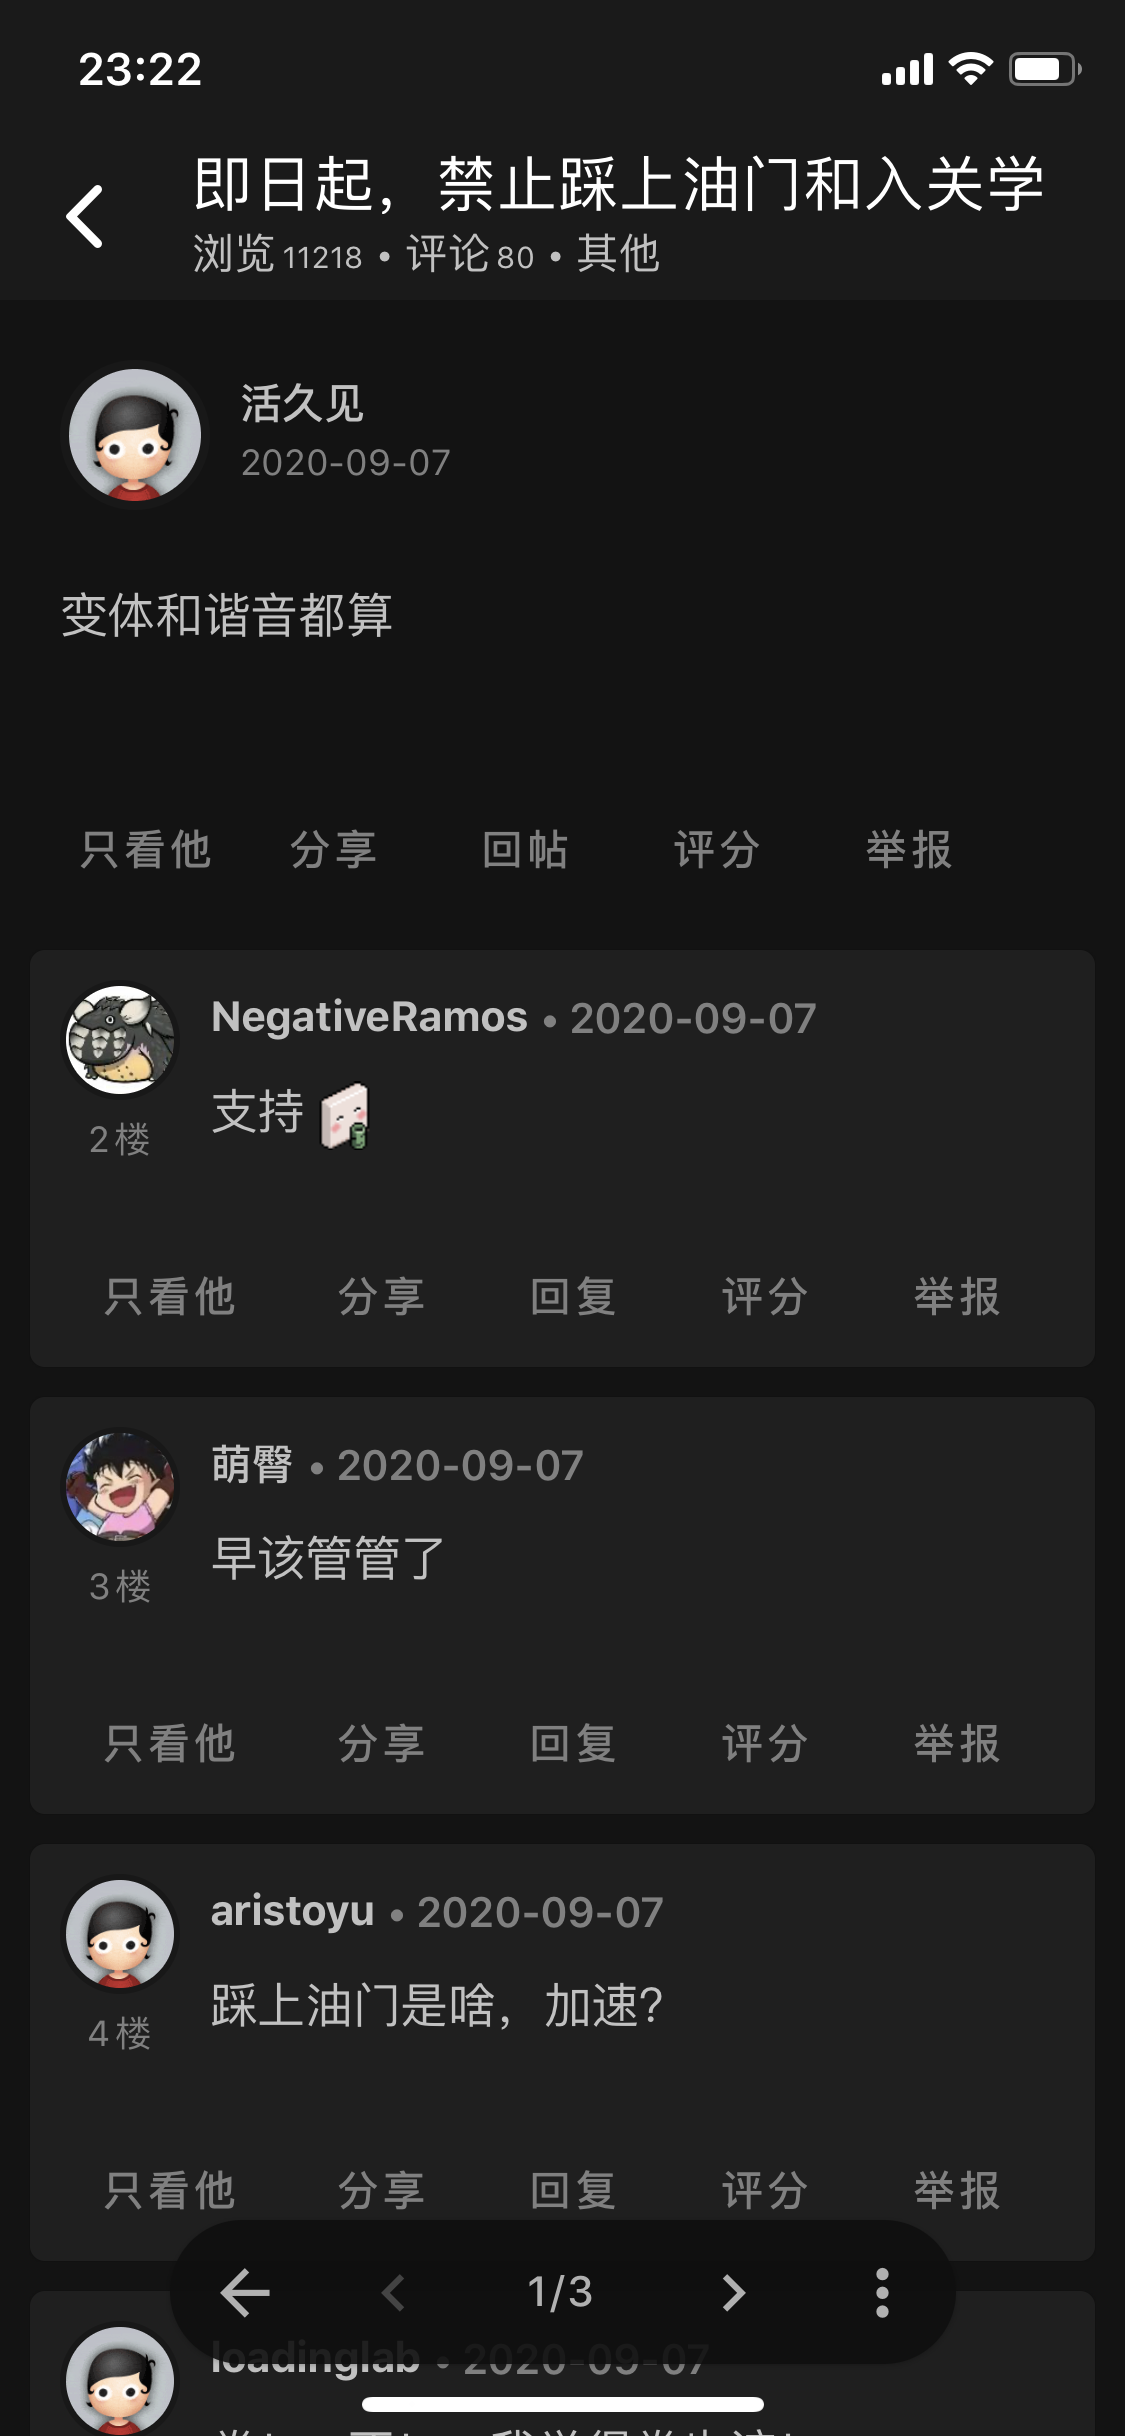 23:22
即日起，禁止踩上油门和入关学
浏览 11218 • 评论 80 • 其他
活久见
2020-09-07
变体和谐音都算
只看他 分享 回帖 评分 举报
NegativeRamos • 2020-09-07
支持
2楼
只看他 分享 回复 评分 举报
萌臀 • 2020-09-07
早该管管了
3楼
只看他 分享 回复 评分 举报
aristoyu • 2020-09-07
踩上油门是啥，加速？
4楼
只看他 分享 回复 评分 举报
1/3
loadinglab • 2020-09-07